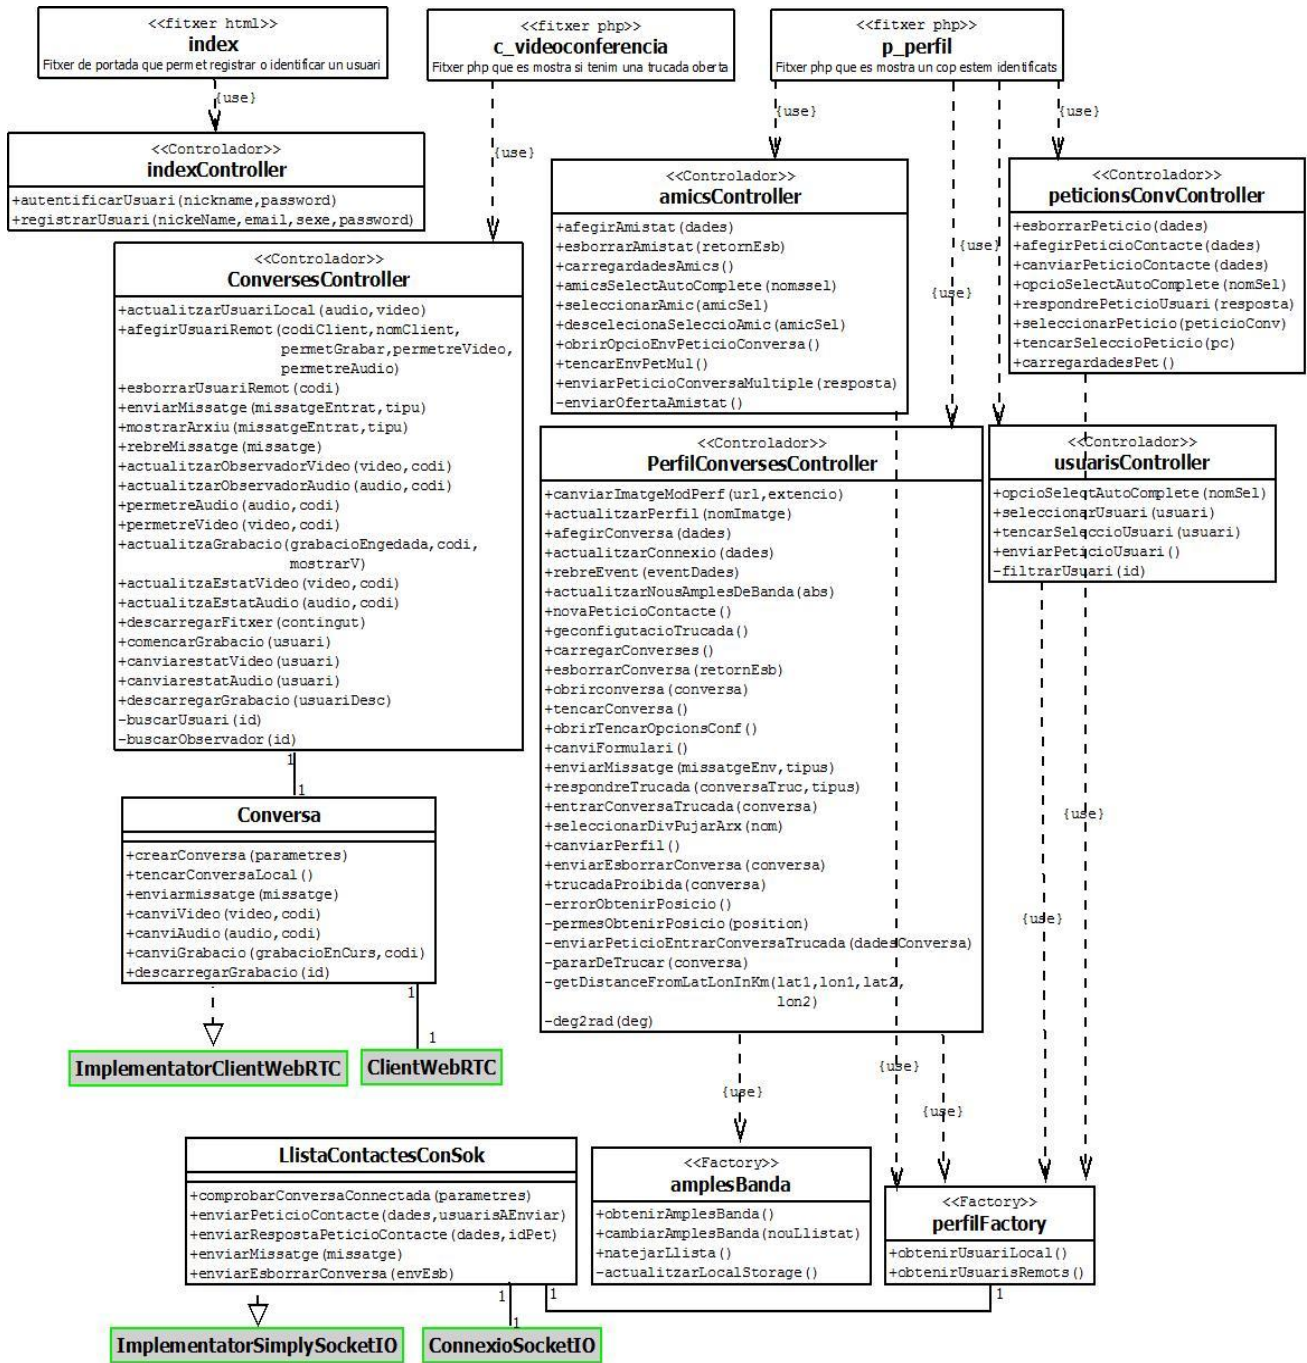 <<fitxer html>>
index
Fitxer de portada que permet registrar o identificar un usuari
<<fitxer php>>
c_videoconferencia
Fitxer php que es mostra si tenim una trucada oberta
<<fitxer php>>
p_perfil
Fitxer php que es mostra un cop estem identificats
{use}
{use}
{use}
{use}
{use}
{use}
<<Controlador>>
indexController
+autentificarUsuari(nickname,password)
+registrarUsuari(nickeName,email,sexe,password)
<<Controlador>>
amicsController
+afegirAmistat(dades)
+esborrarAmistat(retornEsb)
+carregardadesAmics()
+amicsSelectAutoComplete(nomssel)
+seleccionarAmic(amicSel)
+descelecionaSeleccioAmic(amicSel)
+obrirOpcioEnvPeticioConversa()
+tencarEnvPetMul()
+enviarPeticioConversaMultiple(resposta)
-enviarOfertaAmistat()
<<Controlador>>
peticionsConvController
+esborrarPeticio(dades)
+afegirPeticioContacte(dades)
+canviarPeticioContacte(dades)
+opcioSelectAutoComplete(nomSel)
+respondrePeticioUsuari(resposta)
+seleccionarPeticio(peticioConv)
+tencarSeleccioPeticio(pc)
+carregardadesPet()
<<Controlador>>
ConversesController
+actualitzarUsuariLocal(audio,video)
+afegirUsuariRemot(codiClient,nomClient,
permetGrabar,permetreVideo,
permetreAudio)
+esborrarUsuariRemot(codi)
+enviarMissatge(missatgeEntrat,tipu)
+mostrarArxiu(missatgeEntrat,tipu)
+rebreMissatge(missatge)
+actualitzarObservadorVideo(video,codi)
+actualitzarObservadorAudio(audio,codi)
+permetreAudio(audio,codi)
+permetreVideo(video,codi)
+actualitzaGrabacio(grabacioEngedada,codi,
mostrarV)
+actualitzaEstatVideo(video,codi)
+actualitzaEstatAudio(audio,codi)
+descarregarFitxer(contingut)
+comencarGrabacio(usuari)
+canviarestatVideo(usuari)
+canviarestatAudio(usuari)
+descarregarGrabacio(usuariDesc)
-buscarUsuari(id)
-buscarObservador(id)
<<Controlador>>
PerfilConversesController
+canviarImatgeModPerf(url,extencio)
+actualitzarPerfil(nomImatge)
+afegirConversa(dades)
+actualitzarConnexio(dades)
+rebreEvent(eventDades)
+actualitzarNousAmplesDeBanda(abs)
+novaPeticioContacte()
+geconfigutacioTrucada()
+carregarConverses()
+esborrarConversa(retornEsb)
+obrirconversa(conversa)
+tencarConversa()
+obrirTencarOpcionsConf()
+canviFormulari()
+enviarMissatge(missatgeEnv,tipus)
+respondreTrucada(conversaTruc,tipus)
+entrarConversaTrucada(conversa)
+seleccionarDivPujarArx(nom)
+canviarPerfil()
+enviarEsborrarConversa(conversa)
+trucadaProibida(conversa)
-errorObtenirPosicio()
-permesObtenirPosicio(position)
-enviarPeticioEntrarConversaTrucada(dadesConversa)
-pararDeTrucar(conversa)
-getDistanceFromLatLonInKm(lat1,lon1,lat2,
lon2)
-deg2rad(deg)
<<Controlador>>
usuarisController
+opcioSeleqtAutoComplete(nomSel)
+seleccionarUsuari(usuari)
+tencarSeleccioUsuari(usuari)
+enviarPeticioUsuari()
-filtrarUsuari(id)
1
1
Conversa
+crearConversa(parametres)
+tencarConversaLocal()
+enviarmissatge(missatge)
+canviVideo(video,codi)
+canviAudio(audio,codi)
+canviGrabacio(grabacioEnCurs,codi)
+descarregarGrabacio(id)
1
1
ImplementatorClientWebRTC
ClientWebRTC
{use}
{use}
{use}
{use}
{use}
LlistaContactesConSok
+comprobarConversaConnectada(parametres)
+enviarPeticioContacte(dades,usuarisAEnviar)
+enviarRespostaPeticioContacte(dades,idPet)
+enviarMissatge(missatge)
+enviarEsborrarConversa(envEsb)
<<Factory>>
amplesBanda
+obtenirAmplesBanda()
+cambiarAmplesBanda(nouLlistat)
+natejarLlista()
-actualitzarLocalStorage()
<<Factory>>
perfilFactory
+obtenirUsuariLocal()
+obtenirUsuarisRemots()
1
1
1
1
ImplementatorSimplySocketIO
ConnexioSocketIO